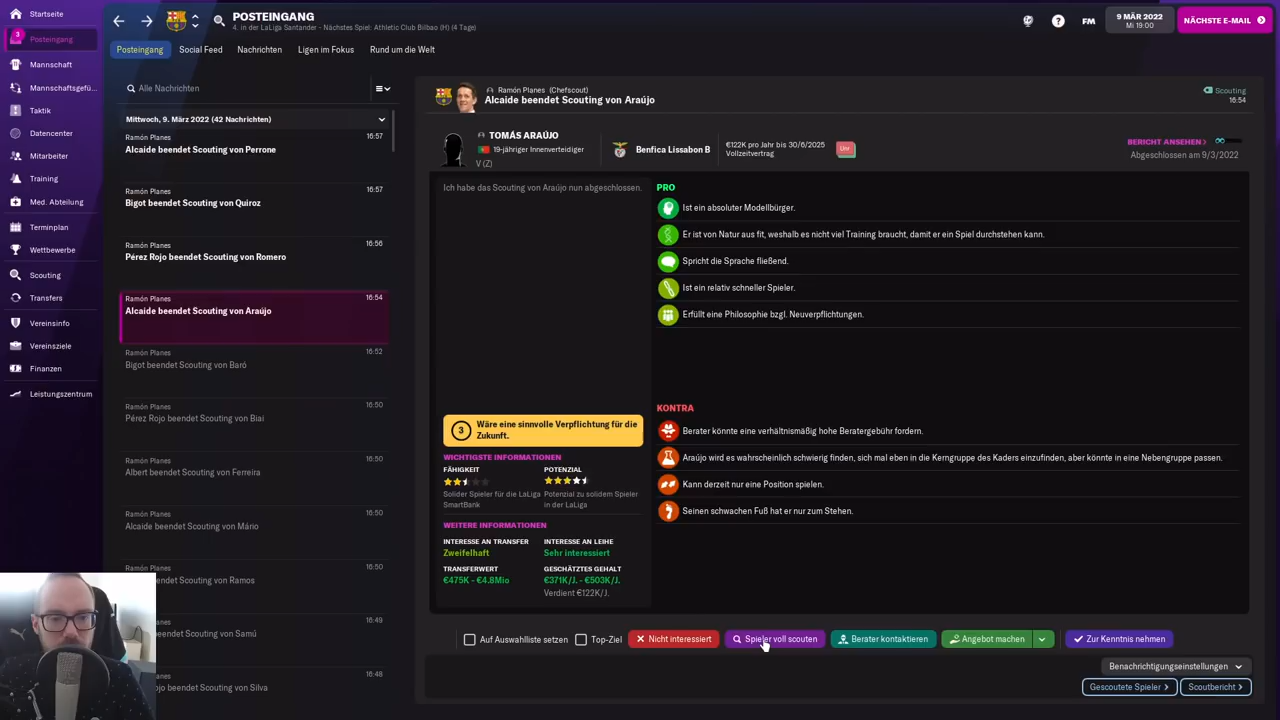 Startseite
3
Posteingang
Mannschaft
Mannschaftsgefü...
Taktik
Datencenter
Mitarbeiter
Training
Med. Abteilung
Terminplan
Wettbewerbe
Scouting
Transfers
Vereinsinfo
Vereinsziele
Finanzen
Leistungszentrum
POSTEINGANG
4. in der LaLiga Santander - Nächstes Spiel: Athletic Club Bilbao (H) (4 Tage)
FM
9 MÄR 2022
Mi 19:00
NÄCHSTE E-MAIL
Posteingang
Social Feed
Nachrichten
Ligen im Fokus
Rund um die Welt
Alle Nachrichten
Mittwoch, 9. März 2022 (42 Nachrichten)
Ramón Planes 16:57
Alcaide beendet Scouting von Perrone
Ramón Planes 16:57
Bigot beendet Scouting von Quiroz
Ramón Planes 16:56
Pérez Rojo beendet Scouting von Romero
Ramón Planes 16:54
Alcaide beendet Scouting von Araújo
Ramón Planes 16:52
Bigot beendet Scouting von Baró
Ramón Planes 16:50
Pérez Rojo beendet Scouting von Biai
Ramón Planes 16:50
Albert beendet Scouting von Ferreira
Ramón Planes 16:50
Alcaide beendet Scouting von Mário
Ramón Planes 16:50
beendet Scouting von Ramos
16:49
beendet Scouting von Samú
16:48
ojo beendet Scouting von Silva
Ramón Planes (Chefscout)
Alcaide beendet Scouting von Araújo
Scouting
16:54
TOMÁS ARAÚJO
19-jähriger Innenverteidiger
V (Z)
Benfica Lissabon B
€122K pro Jahr bis 30/6/2025
Vollzeitvertrag
Unr
BERICHT ANSEHEN
Abgeschlossen am 9/3/2022
Ich habe das Scouting von Araújo nun abgeschlossen.
3
Wäre eine sinnvolle Verpflichtung für die
Zukunft.
WICHTIGSTE INFORMATIONEN
FÄHIGKEIT
POTENZIAL
Solider Spieler für die LaLiga
SmartBank
Potenzial zu solidem Spieler
in der LaLiga
WEITERE INFORMATIONEN
INTERESSE AN TRANSFER
Zweifelhaft
INTERESSE AN LEIHE
Sehr interessiert
TRANSFERWERT
€475K - €4.8Mio
GESCHÄTZTES GEHALT
€371K/J. - €503K/J.
Verdient €122K/J.
PRO
Ist ein absoluter Modellbürger.
Er ist von Natur aus fit, weshalb es nicht viel Training braucht, damit er ein Spiel durchstehen kann.
Spricht die Sprache fließend.
Ist ein relativ schneller Spieler.
Erfüllt eine Philosophie bzgl. Neuverpflichtungen.
KONTRA
Berater könnte eine verhältnismäßig hohe Beratergebühr fordern.
Araújo wird es wahrscheinlich schwierig finden, sich mal eben in die Kerngruppe des Kaders einzufinden, aber könnte in eine Nebengruppe passen.
Kann derzeit nur eine Position spielen.
Seinen schwachen Fuß hat er nur zum Stehen.
Auf Auswahlliste setzen
Top-Ziel
Nicht interessiert
Spieler voll scouten
Berater kontaktieren
Angebot machen
Zur Kenntnis nehmen
Benachrichtigungseinstellungen
Gescoutete Spieler
Scoutbericht